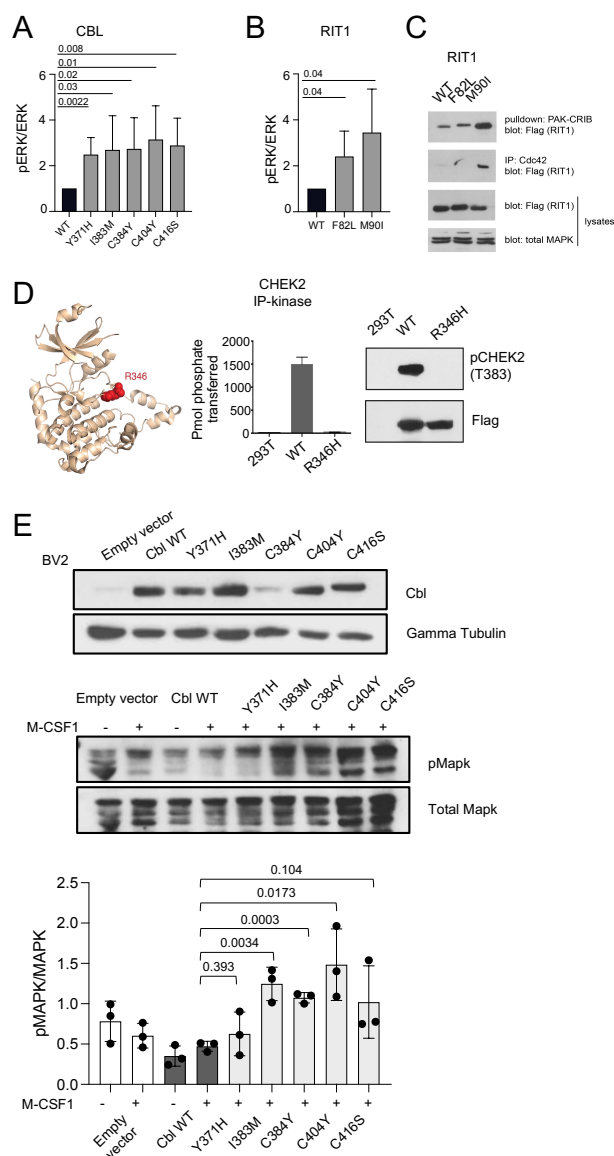 A
CBL
0.008
0.01
0.02
0.03
0.0022
pERK/ERK
6
4
2
0
WT
Y371H
I383M
C384Y
C404Y
C416S
B
RIT1
0.04
0.04
pERK/ERK
6
4
2
0
WT
F82L
M90I
C
RIT1
WT
F82L
M90I
pulldown: PAK-CRIB
blot: Flag (RIT1)
IP: Cdc42
blot: Flag (RIT1)
blot: Flag (RIT1)
lysates
blot: total MAPK
D
R346
CHEK2
IP-kinase
Pmol phosphate
transferred
2000
1500
1000
500
0
293T
WT
R346H
293T
WT
R346H
pCHEK2
(T383)
Flag
E
BV2
Empty vector
Cbl WT
Y371H
I383M
C384Y
C404Y
C416S
Cbl
Gamma Tubulin
Empty vector
Cbl WT
Y371H
I383M
C384Y
C404Y
C416S
M-CSF1
- + - + + + + + +
pMapk
Total Mapk
0.104
0.0173
0.0003
0.0034
0.393
pMAPK/MAPK
2.5
2.0
1.5
1.0
0.5
0.0
M-CSF1
- + - + + + + + +
Empty
vector
Cbl WT
Y371H
I383M
C384Y
C404Y
C416S